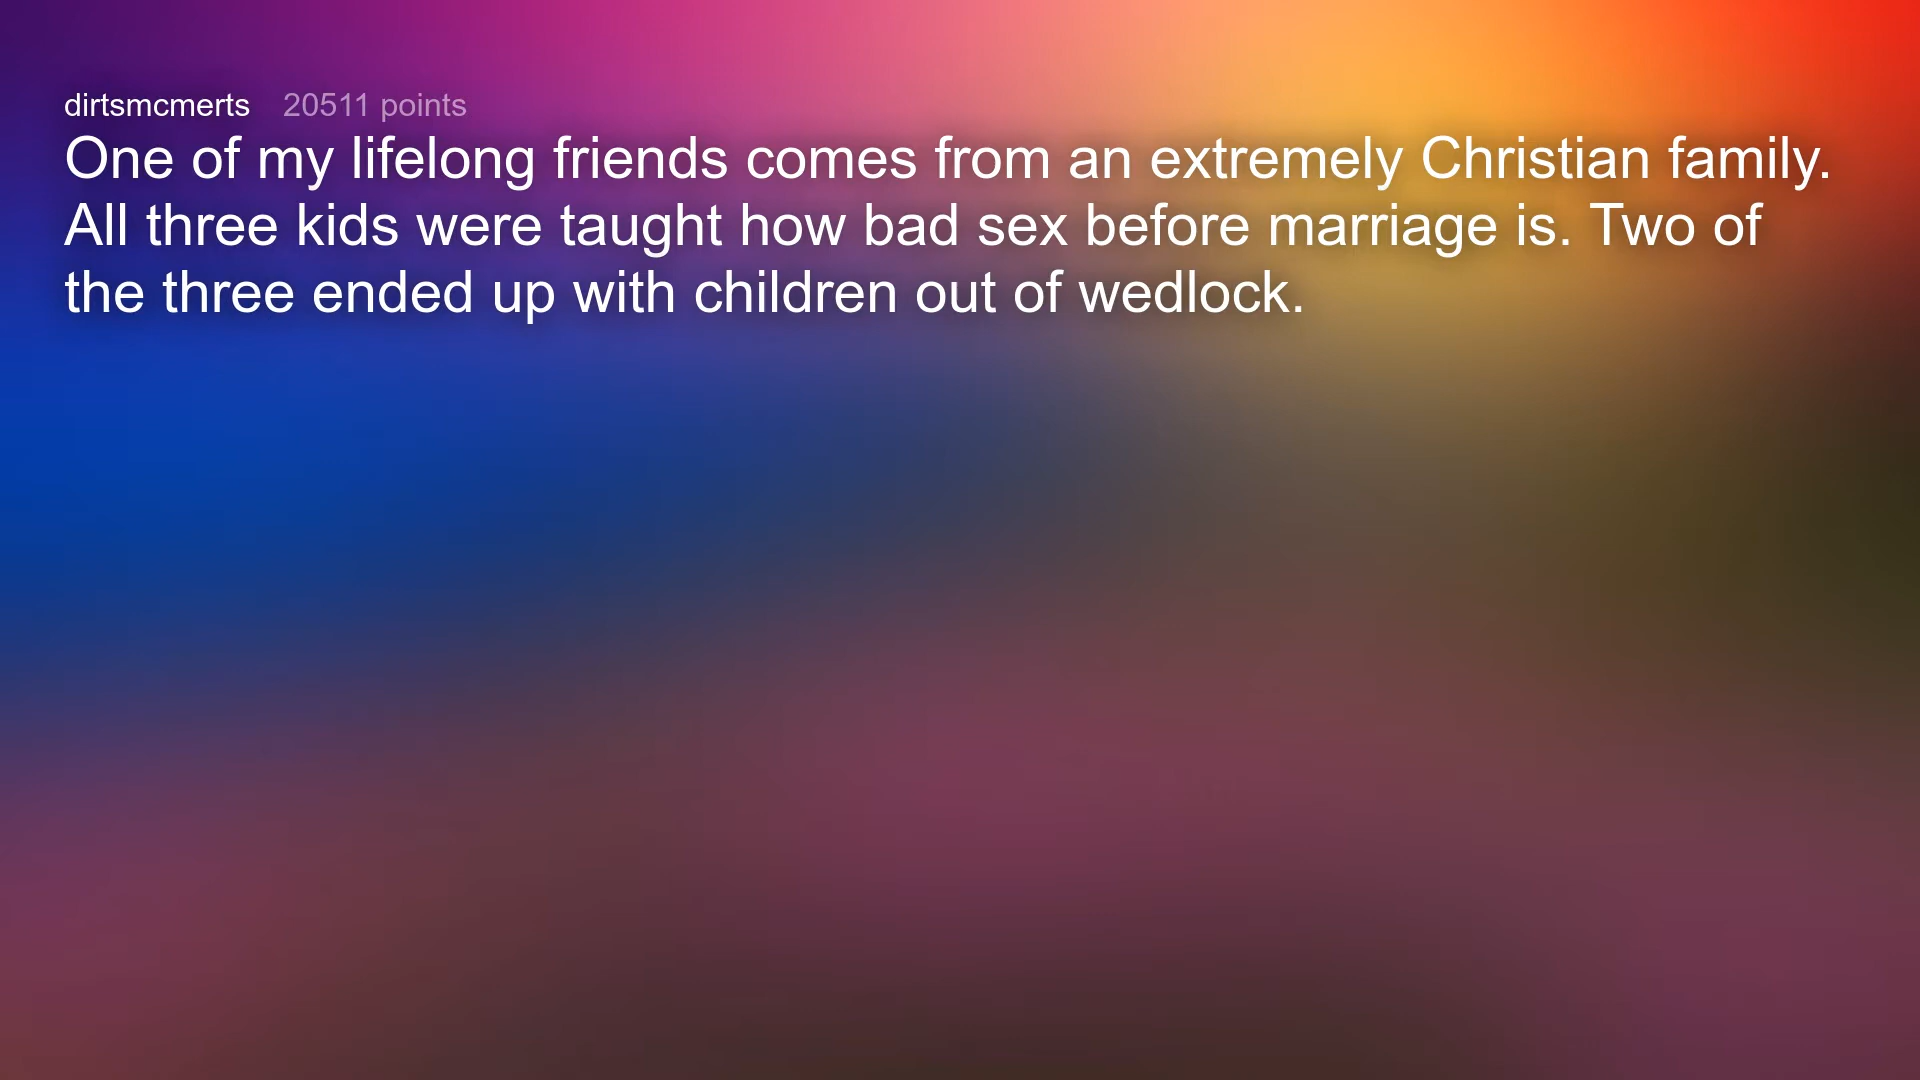 dirtsmcmerts 20511 points
One of my lifelong friends comes from an extremely Christian family.
All three kids were taught how bad sex before marriage is. Two of
the three ended up with children out of wedlock.